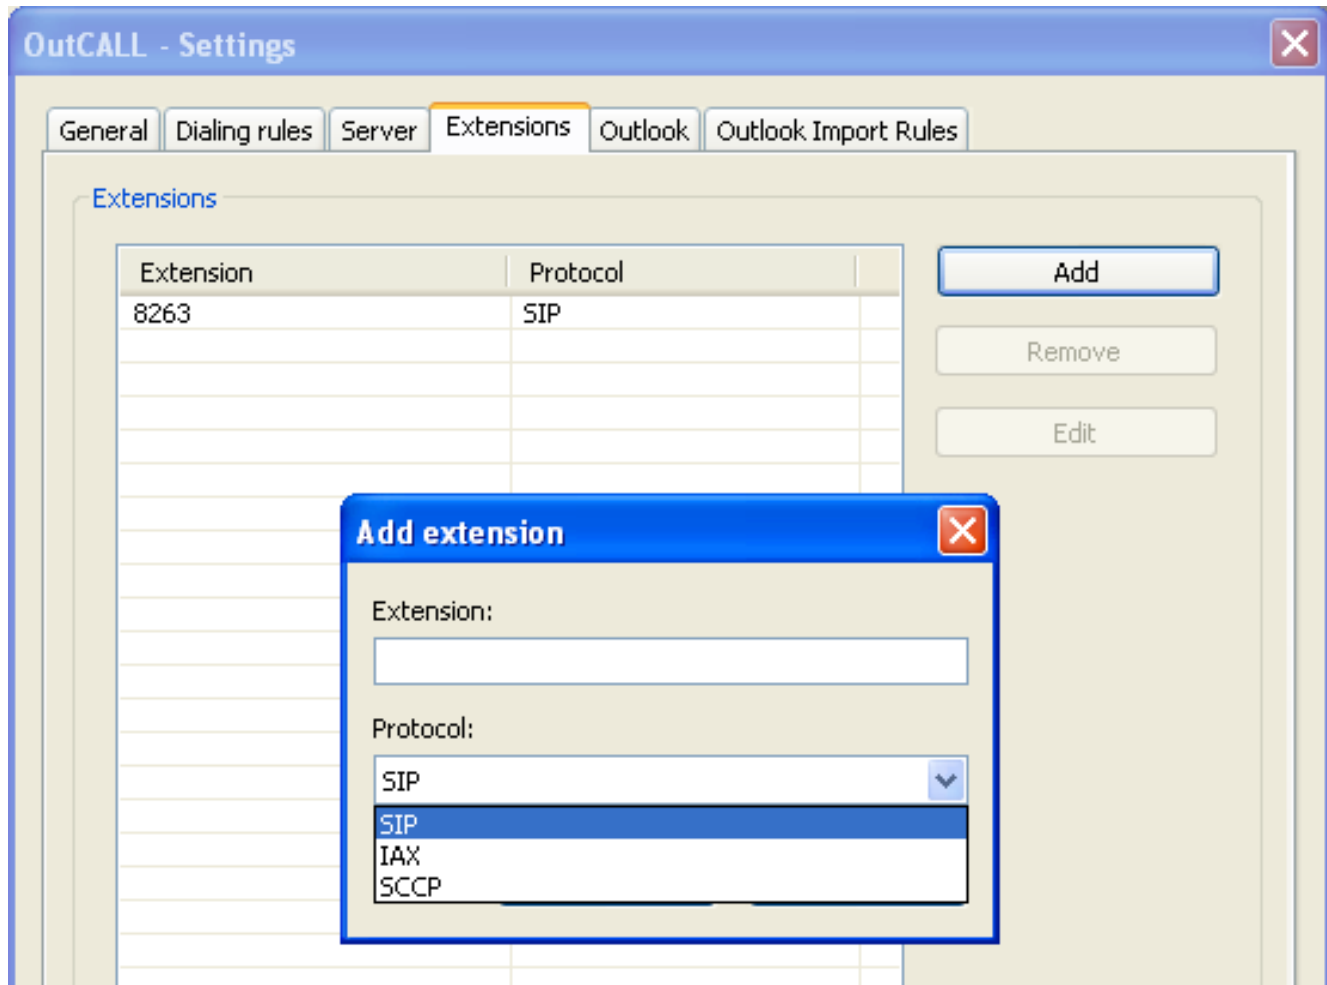 OutCALL - Settings
General Dialing rules Server Extensions Outlook Outlook Import Rules
Extensions
Extension Protocol Add
8263 SIP
Remove
Edit
Add extension
Extension:
Protocol:
SIP
SIP
IAX
SCCP